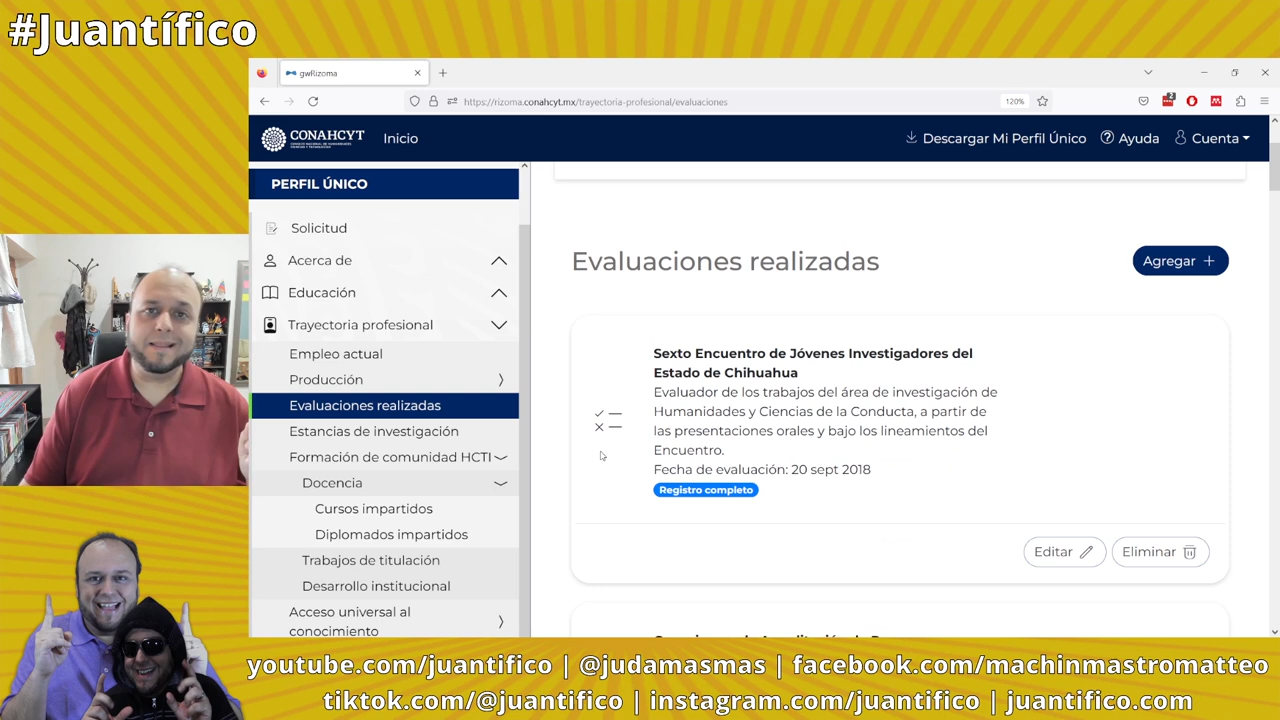 #Juantífico
gwRizoma
https://rizoma.conahcyt.mx/trayectoria-profesional/evaluaciones
120%
2
CONAHCYT
Inicio
Descargar Mi Perfil Único
Ayuda
Cuenta
PERFIL ÚNICO
Solicitud
Acerca de
Educación
Trayectoria profesional
Empleo actual
Producción
Evaluaciones realizadas
Estancias de investigación
Formación de comunidad HCTI
Docencia
Cursos impartidos
Diplomados impartidos
Trabajos de titulación
Desarrollo institucional
Acceso universal al
conocimiento
Evaluaciones realizadas
Agregar +
Sexto Encuentro de Jóvenes Investigadores del
Estado de Chihuahua
Evaluador de los trabajos del área de investigación de
Humanidades y Ciencias de la Conducta, a partir de
las presentaciones orales y bajo los lineamientos del
Encuentro.
Fecha de evaluación: 20 sept 2018
Registro completo
Editar
Eliminar
youtube.com/juantifico | @judamasmas | facebook.com/machinmastromatteo
tiktok.com/@juantifico | instagram.com/juantifico | juantifico.com